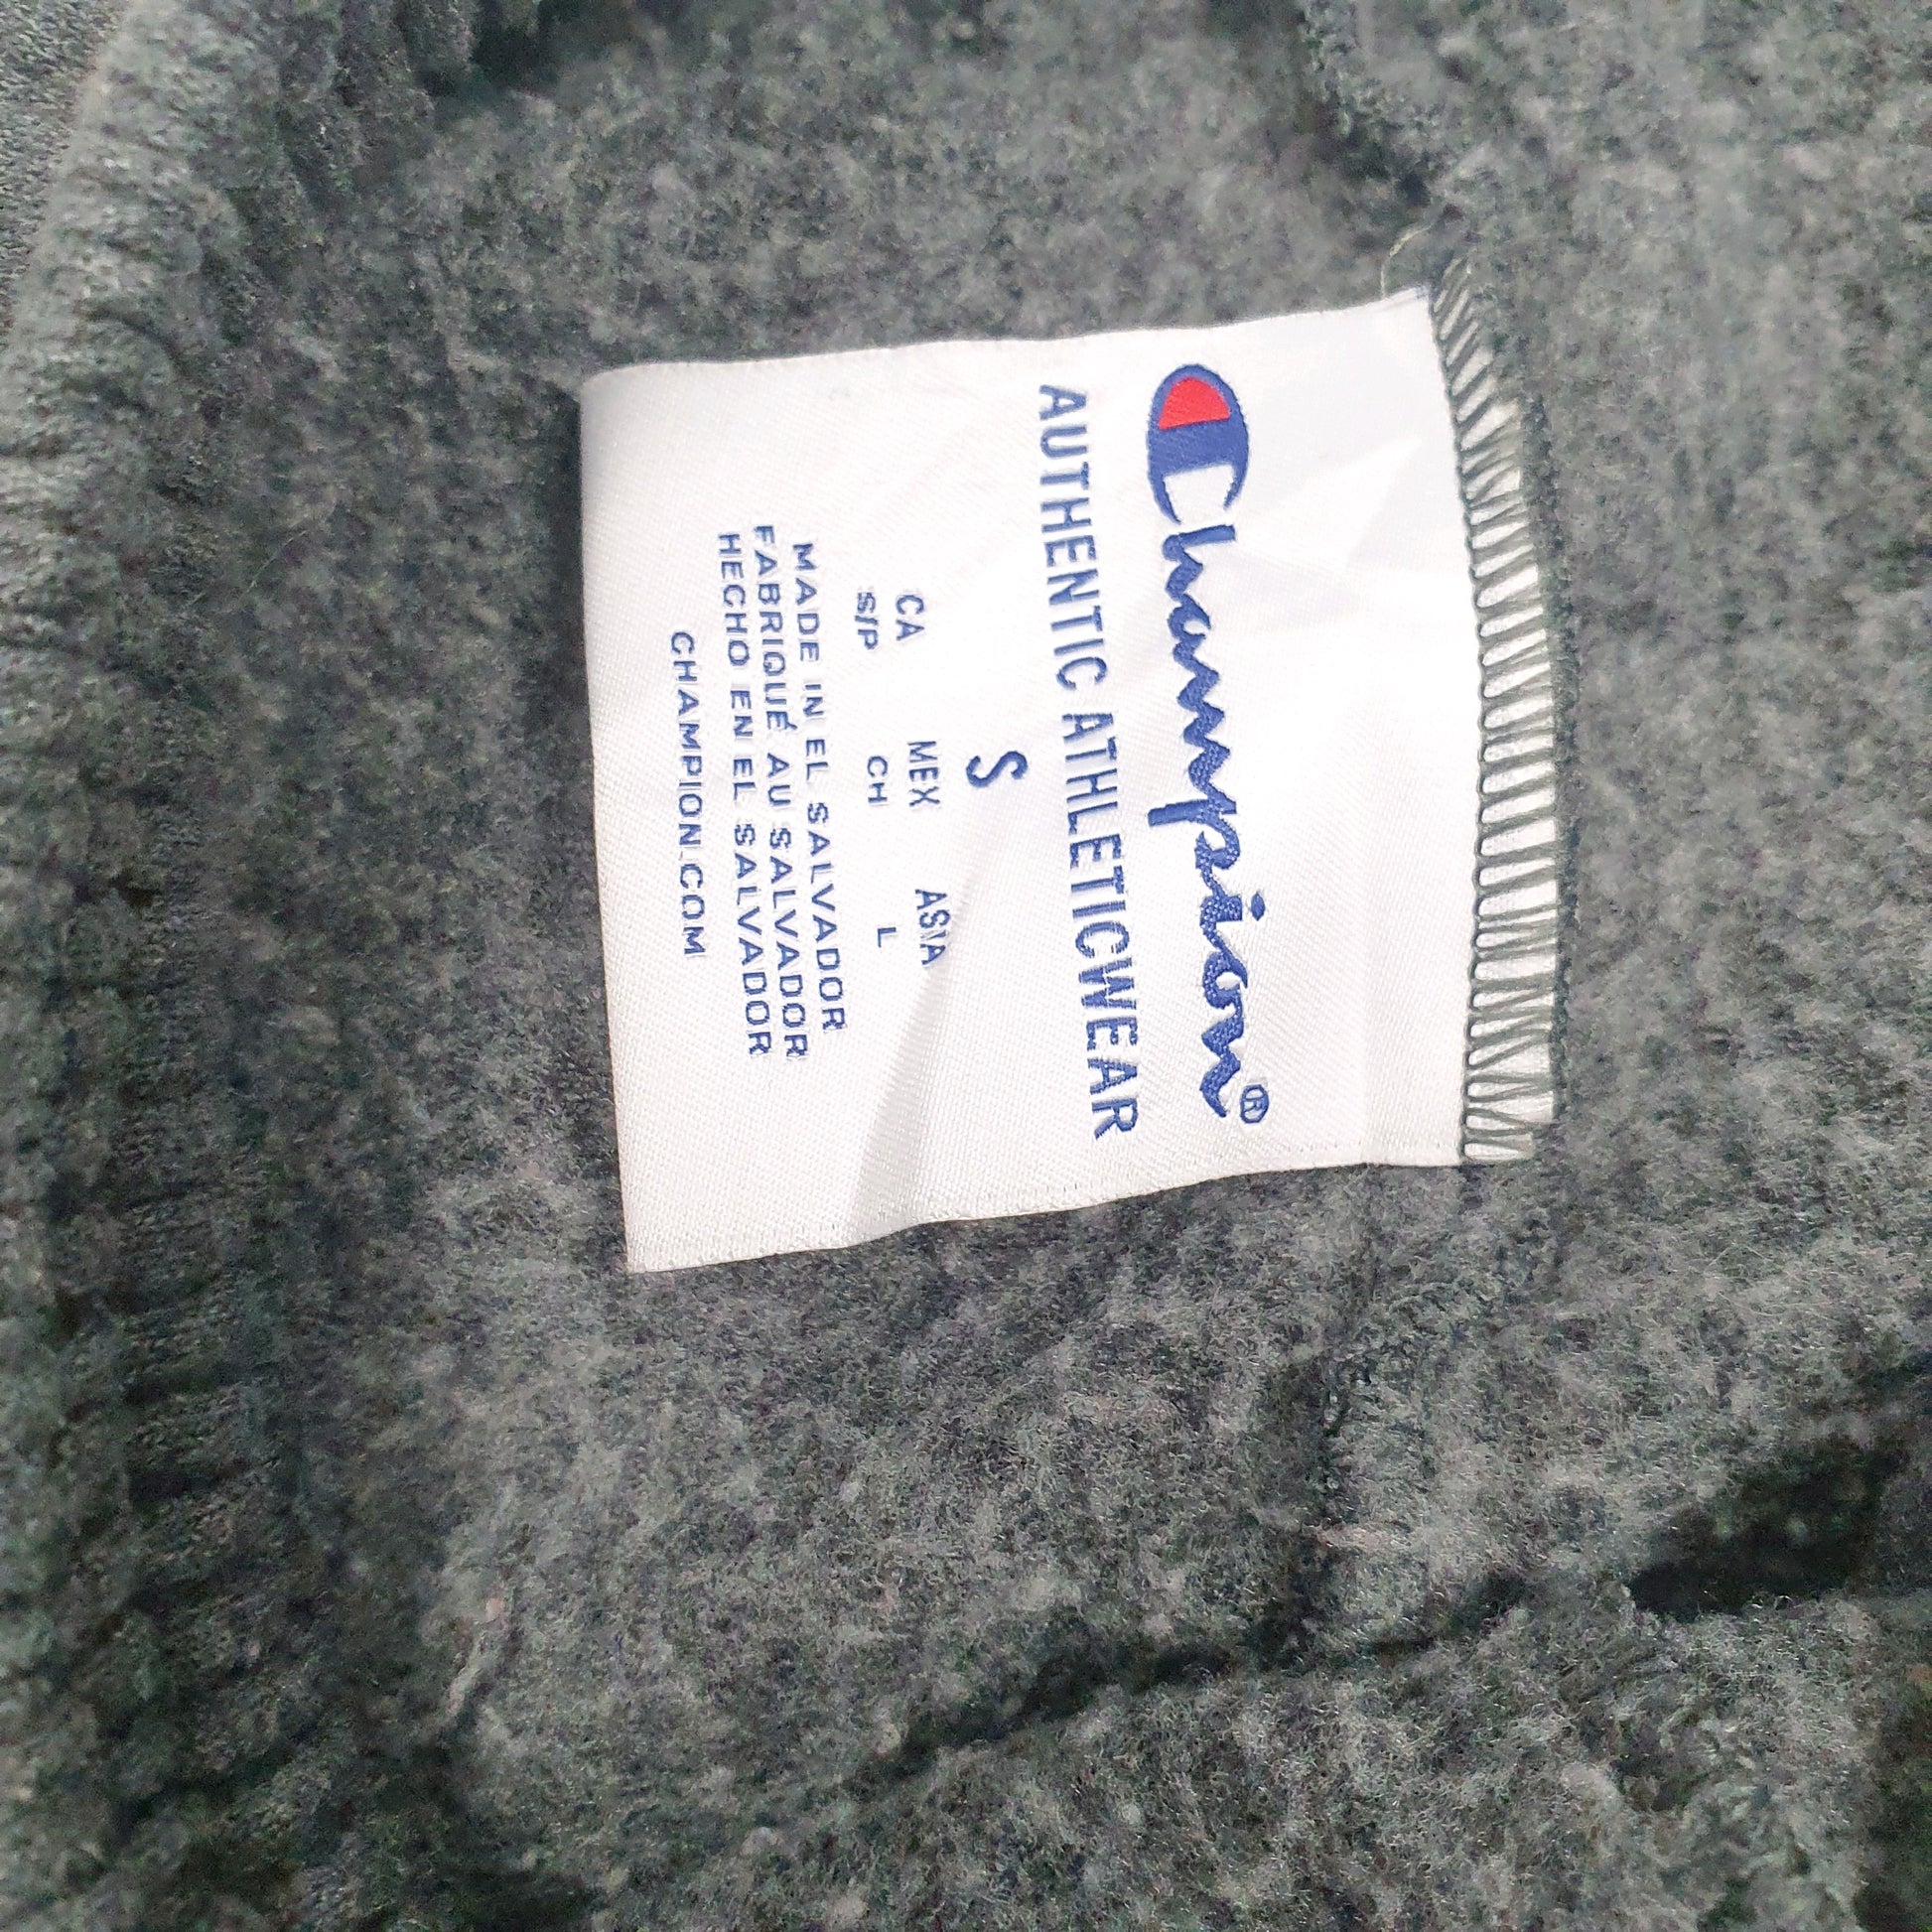 Champion®
AUTHENTIC ATHLETICWEAR
S
CA MEX ASIA
S/P CH L
MADE IN EL SALVADOR
FABRIQUÉ AU SALVADOR
HECHO EN EL SALVADOR
CHAMPION.COM